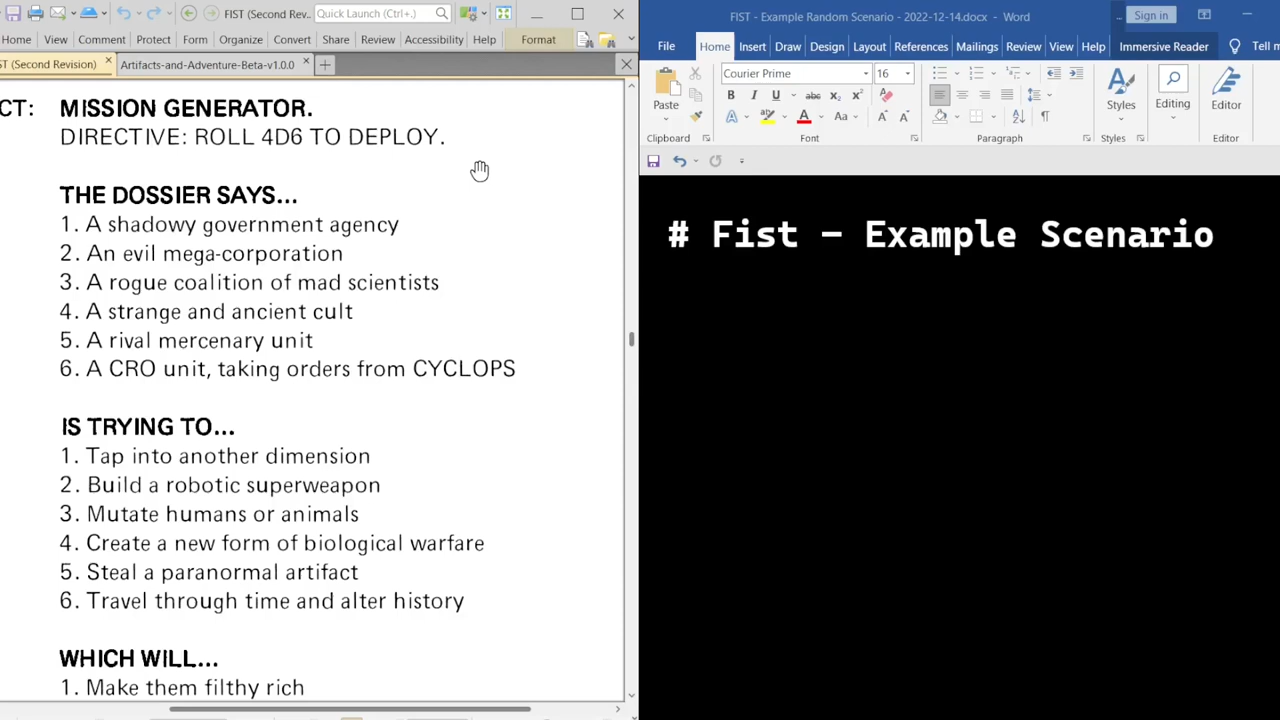 FIST (Second Rev...
Quick Launch (Ctrl+.)
View Comment Protect Form Organize Convert Share Review Accessibility Help Format
Home
ST (Second Revision) Artifacts-and-Adventure-Beta-v1.0.0
CT: MISSION GENERATOR.
DIRECTIVE: ROLL 4D6 TO DEPLOY.
THE DOSSIER SAYS...
1. A shadowy government agency
2. An evil mega-corporation
3. A rogue coalition of mad scientists
4. A strange and ancient cult
5. A rival mercenary unit
6. A CRO unit, taking orders from CYCLOPS
IS TRYING TO...
1. Tap into another dimension
2. Build a robotic superweapon
3. Mutate humans or animals
4. Create a new form of biological warfare
5. Steal a paranormal artifact
6. Travel through time and alter history
WHICH WILL...
1. Make them filthy rich
FIST - Example Random Scenario - 2022-12-14.docx - Word
... Sign in
File Home Insert Draw Design Layout References Mailings Review View Help Immersive Reader Tell m
Courier Prime 16
Paste
B I U abc x₂ x²
A A Aa A A
Styles Editing Editor
Clipboard Font Paragraph Styles Editor
# Fist – Example Scenario